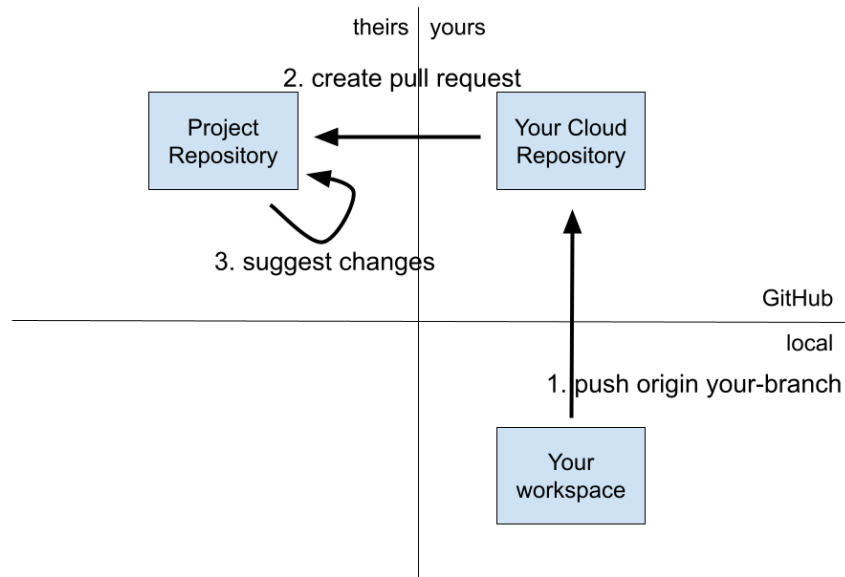 theirs yours
2. create pull request
Project
Repository
Your Cloud
Repository
3. suggest changes
GitHub
local
1. push origin your-branch
Your
workspace